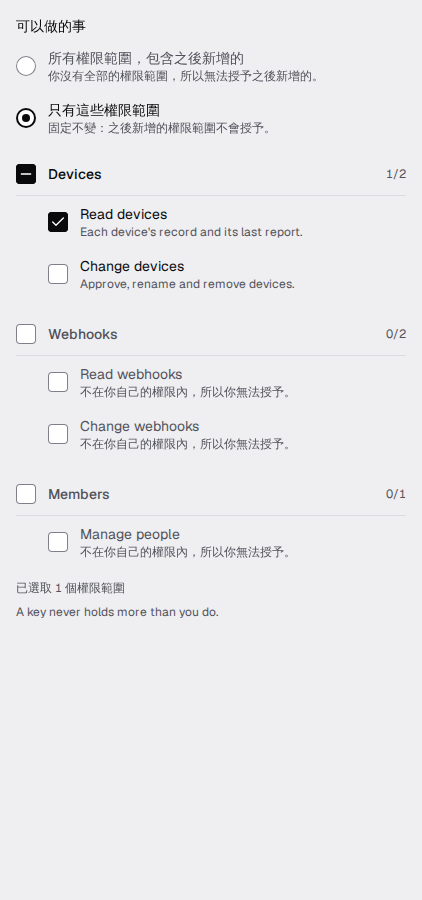 可以做的事
所有權限範圍，包含之後新增的
你沒有全部的權限範圍，所以無法授予之後新增的。
只有這些權限範圍
固定不變：之後新增的權限範圍不會授予。
Devices 1/2
Read devices
Each device's record and its last report.
Change devices
Approve, rename and remove devices.
Webhooks 0/2
Read webhooks
不在你自己的權限內，所以你無法授予。
Change webhooks
不在你自己的權限內，所以你無法授予。
Members 0/1
Manage people
不在你自己的權限內，所以你無法授予。
已選取 1 個權限範圍
A key never holds more than you do.